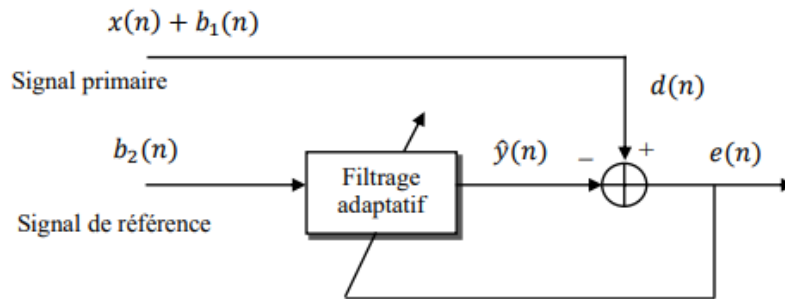 x(n) + b₁(n)
Signal primaire
d(n)
b₂(n)
ŷ(n)
−
+
e(n)
Filtrage
adaptatif
Signal de référence